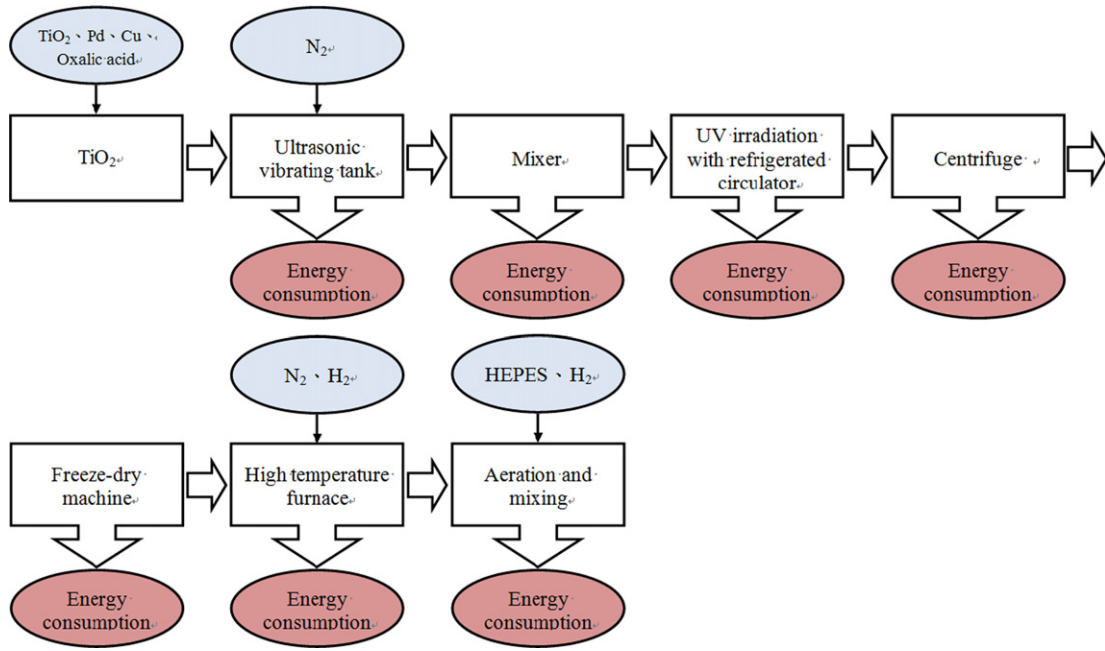 TiO2、Pd、Cu、
Oxalic acid
N2
TiO2
Ultrasonic
vibrating tank
Mixer
UV irradiation
with refrigerated
circulator
Centrifuge
Energy
consumption
Energy
consumption
Energy
consumption
Energy
consumption
N2、H2
HEPES、H2
Freeze-dry
machine
High temperature
furnace
Aeration and
mixing
Energy
consumption
Energy
consumption
Energy
consumption